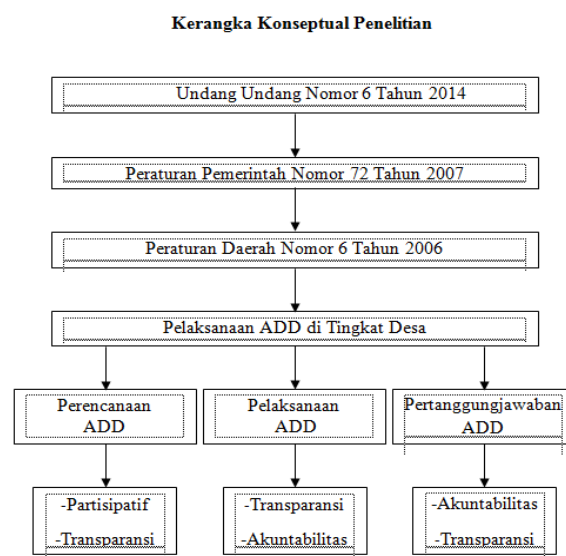 Kerangka Konseptual Penelitian
Undang Undang Nomor 6 Tahun 2014
Peraturan Pemerintah Nomor 72 Tahun 2007
Peraturan Daerah Nomor 6 Tahun 2006
Pelaksanaan ADD di Tingkat Desa
Perencanaan
ADD
Pelaksanaan
ADD
Pertanggungjawaban
ADD
-Partisipatif
-Transparansi
-Transparansi
-Akuntabilitas
-Akuntabilitas
-Transparansi